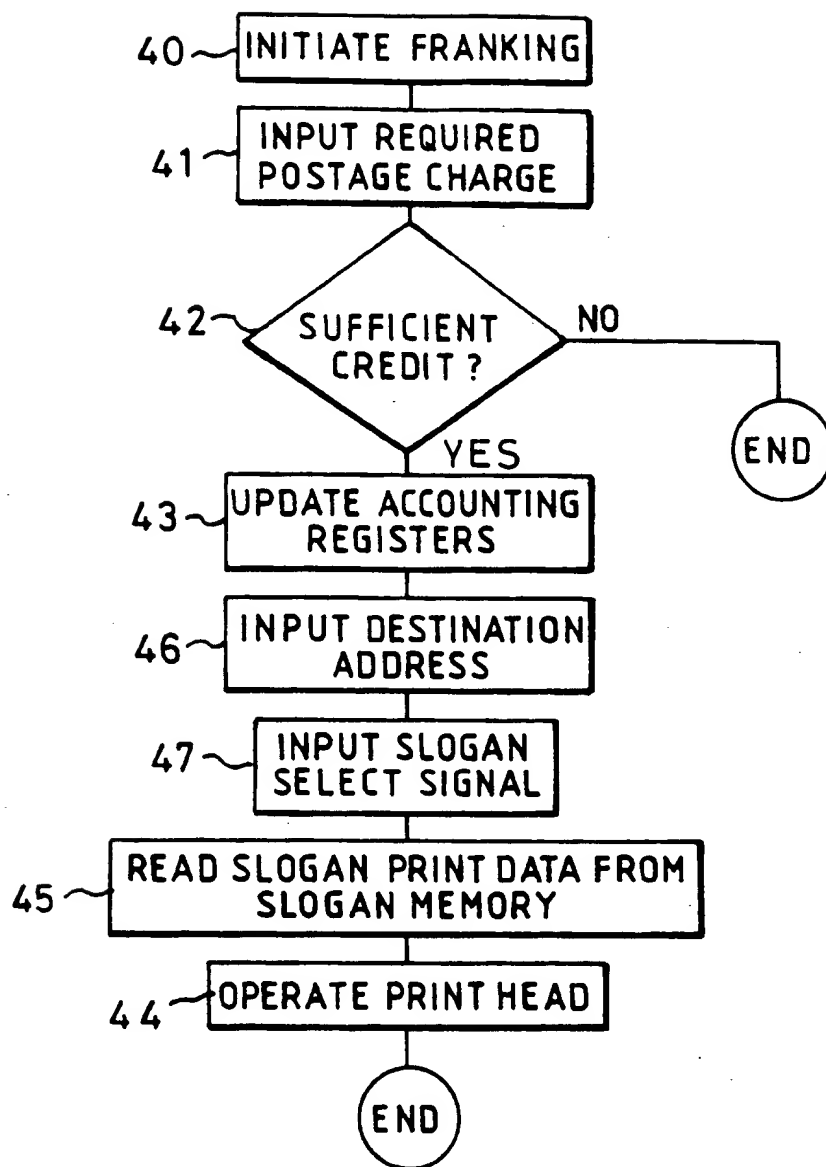 40
INITIATE FRANKING
41
INPUT REQUIRED
POSTAGE CHARGE
42
SUFFICIENT
CREDIT ?
NO
END
YES
43
UPDATE ACCOUNTING
REGISTERS
46
INPUT DESTINATION
ADDRESS
47
INPUT SLOGAN
SELECT SIGNAL
45
READ SLOGAN PRINT DATA FROM
SLOGAN MEMORY
44
OPERATE PRINT HEAD
END